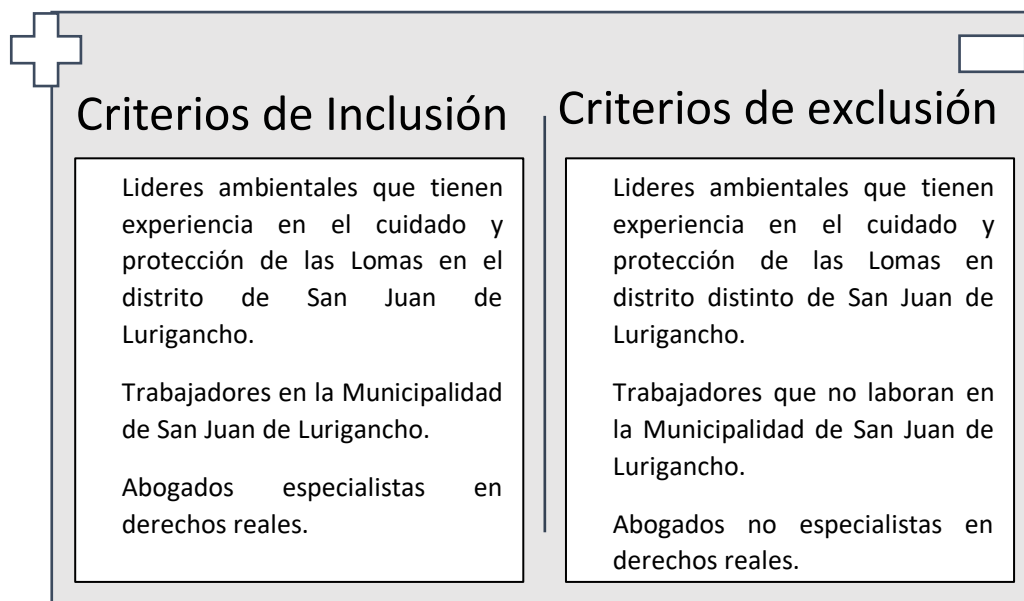 Criterios de Inclusión
Lideres ambientales que tienen
experiencia en el cuidado y
protección de las Lomas en el
distrito de San Juan de
Lurigancho.
Trabajadores en la Municipalidad
de San Juan de Lurigancho.
Abogados especialistas en
derechos reales.
Criterios de exclusión
Lideres ambientales que tienen
experiencia en el cuidado y
protección de las Lomas en
distrito distinto de San Juan de
Lurigancho.
Trabajadores que no laboran en
la Municipalidad de San Juan de
Lurigancho.
Abogados no especialistas en
derechos reales.